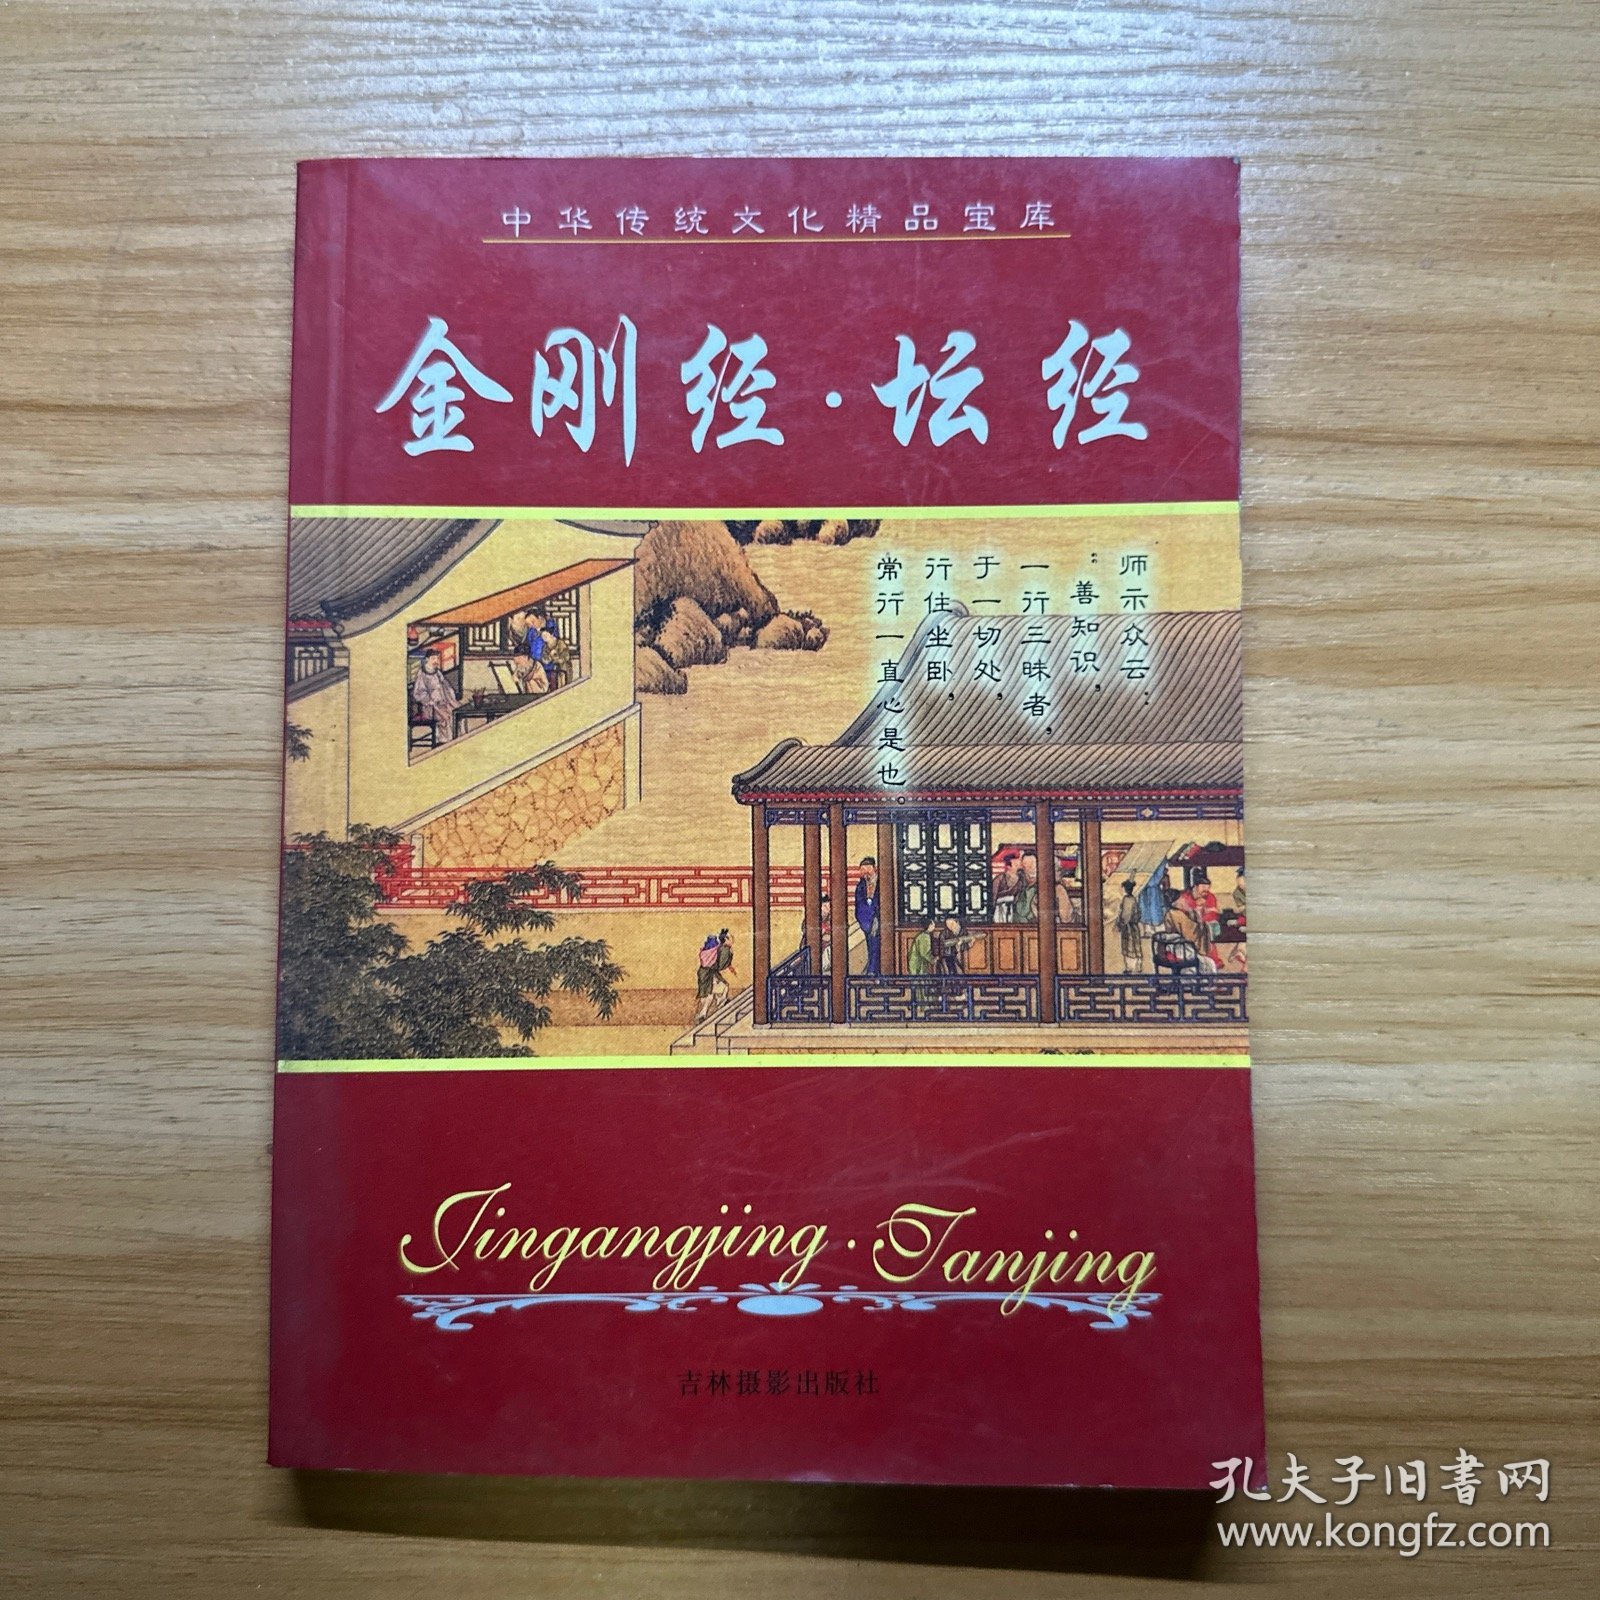 中华传统文化精品宝库
金刚经·坛经
师示众云：
“善知识，
一行三昧者，
于一切处，
行住坐卧，
常行一直心是也。
Jingangjing·Tanjing
吉林摄影出版社
孔夫子旧书网
www.kongfz.com